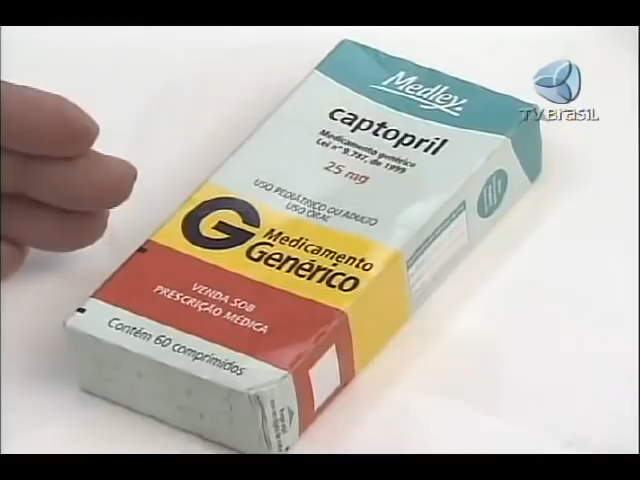 Medley
captopril
Medicamento genérico
Lei nº 9.787, de 1999
25 mg
USO PEDIÁTRICO OU ADULTO
USO ORAL
G Medicamento
Genérico
VENDA SOB
PRESCRIÇÃO MÉDICA
Contém 60 comprimidos
TV Brasil